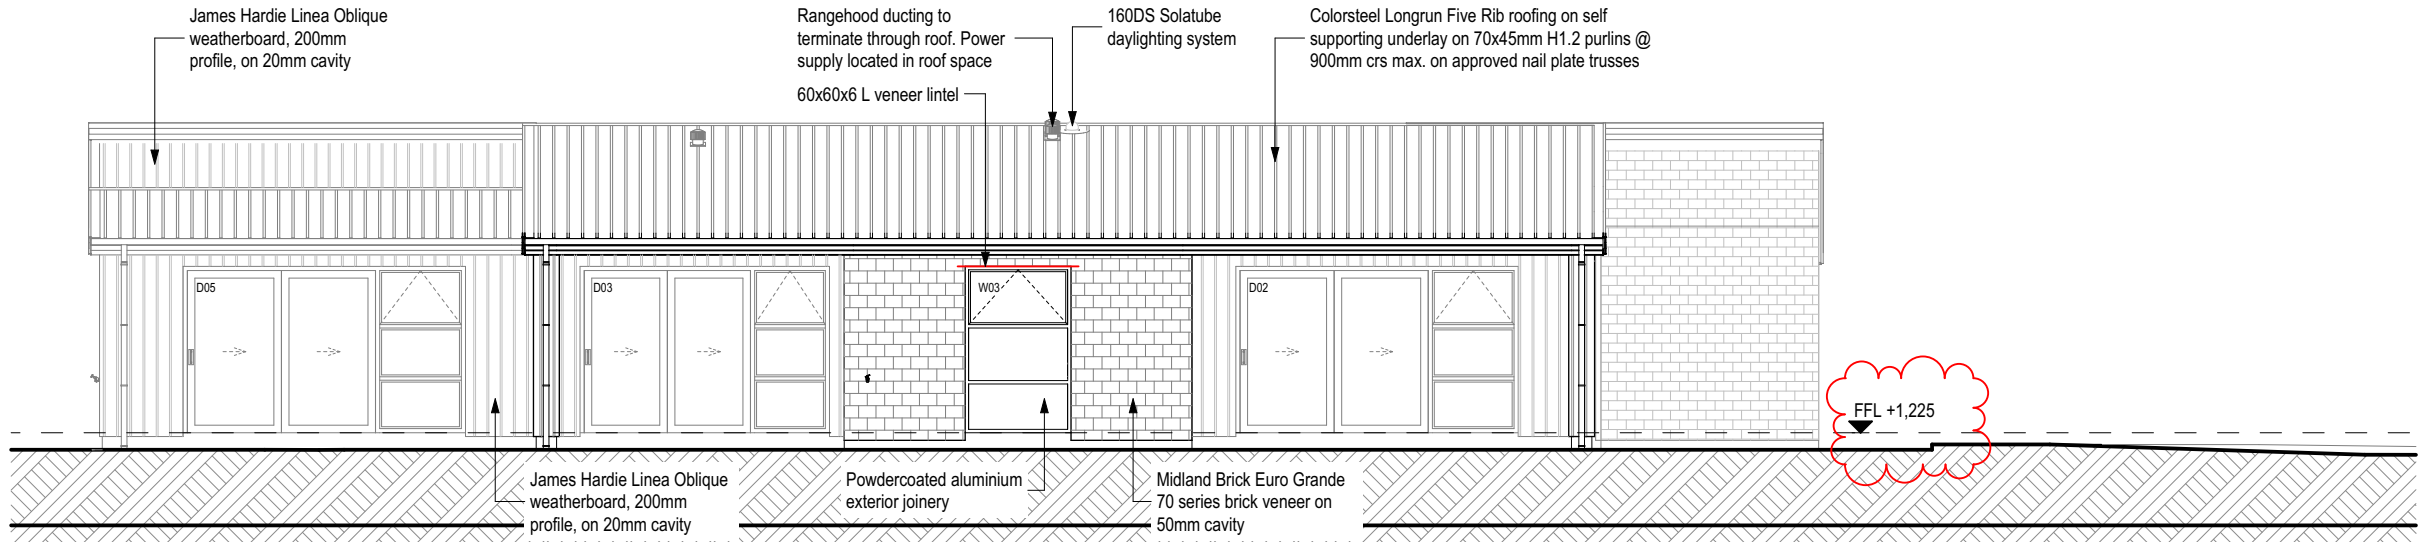 James Hardie Linea Oblique
weatherboard, 200mm
profile, on 20mm cavity
Rangehood ducting to
terminate through roof. Power
supply located in roof space
60x60x6 L veneer lintel
160DS Solatube
daylighting system
Colorsteel Longrun Five Rib roofing on self
supporting underlay on 70x45mm H1.2 purlins @
900mm crs max. on approved nail plate trusses
D05
D03
W03
D02
FFL +1,225
James Hardie Linea Oblique
weatherboard, 200mm
profile, on 20mm cavity
Powdercoated aluminium
exterior joinery
Midland Brick Euro Grande
70 series brick veneer on
50mm cavity